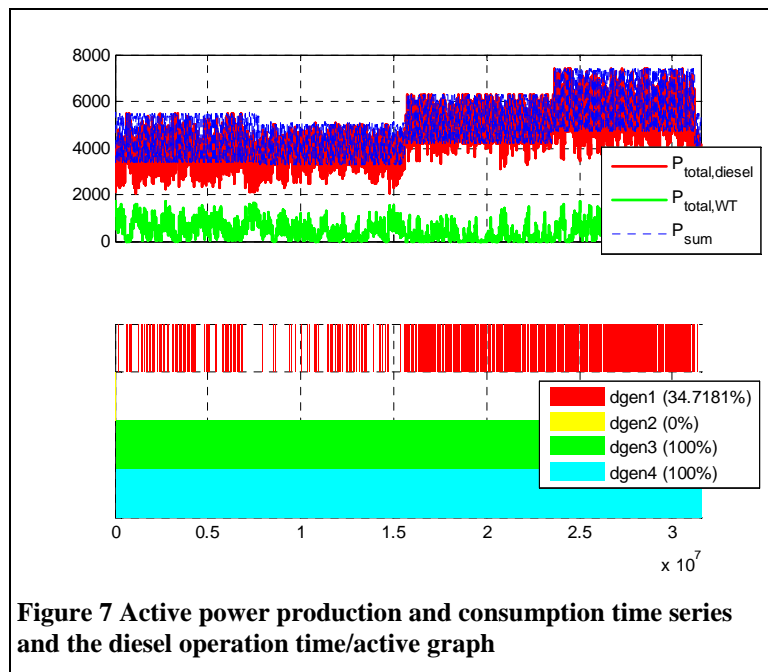 8000
6000
4000
2000
0
P_total,diesel
P_total,WT
P_sum
dgen1 (34.7181%)
dgen2 (0%)
dgen3 (100%)
dgen4 (100%)
0 0.5 1 1.5 2 2.5 3
x 10^7
Figure 7 Active power production and consumption time series
and the diesel operation time/active graph